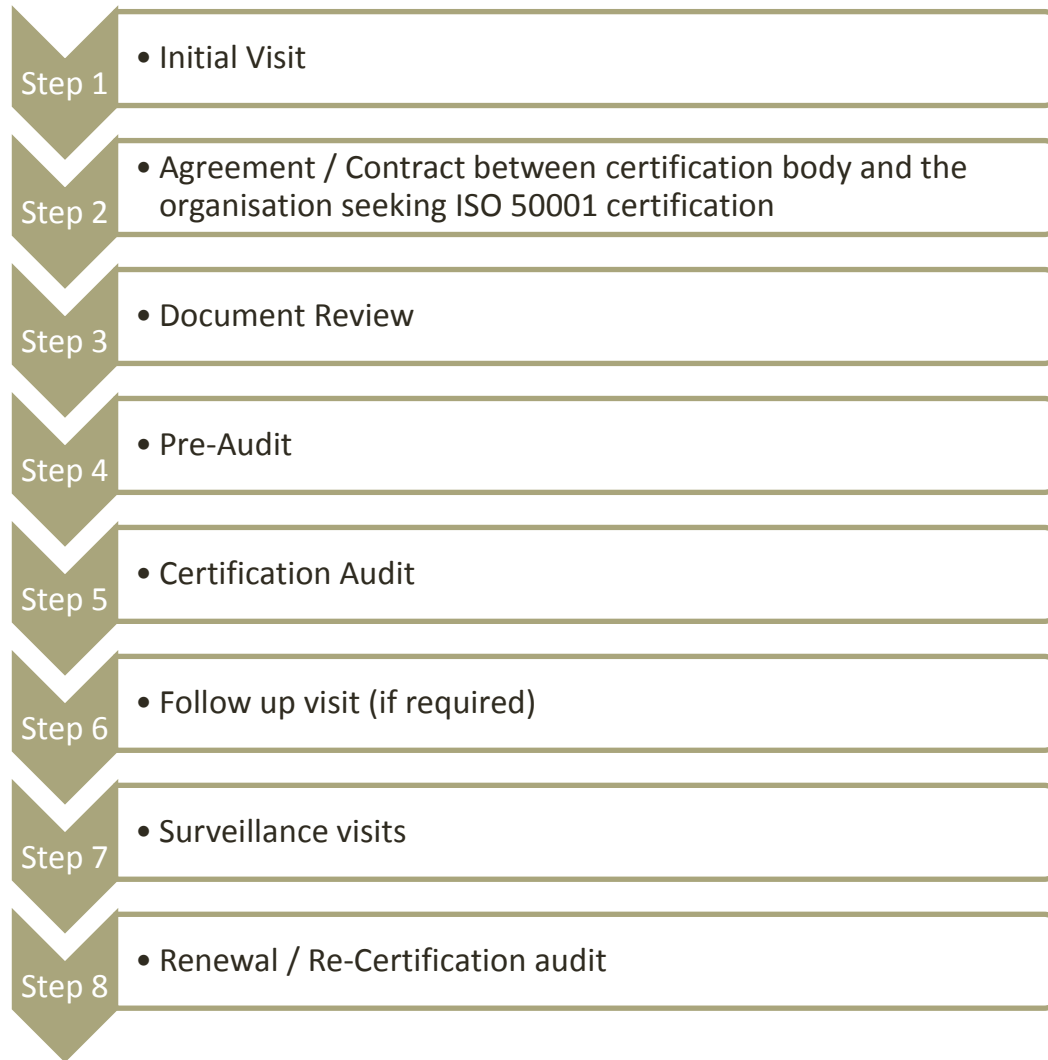 Step 1
• Initial Visit
Step 2
• Agreement / Contract between certification body and the
organisation seeking ISO 50001 certification
Step 3
• Document Review
Step 4
• Pre-Audit
Step 5
• Certification Audit
Step 6
• Follow up visit (if required)
Step 7
• Surveillance visits
Step 8
• Renewal / Re-Certification audit